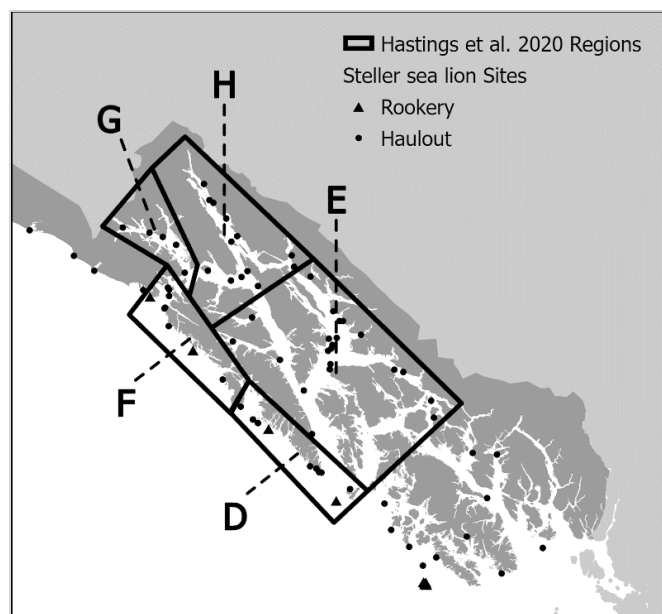 Hastings et al. 2020 Regions
Steller sea lion Sites
Rookery
Haulout
H
G
E
F
D